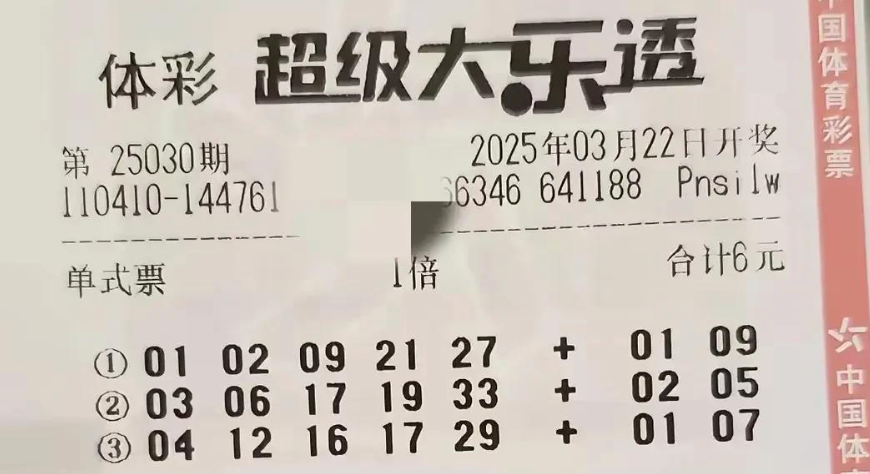 体彩 超级大乐透
第 25030期 2025年03月22日开奖
110410-144761 66346 641188 Pnsilw
单式票 1倍 合计6元
① 01 02 09 21 27 + 01 09
② 03 06 17 19 33 + 02 05
③ 04 12 16 17 29 + 01 07
中国体育彩票
中国体